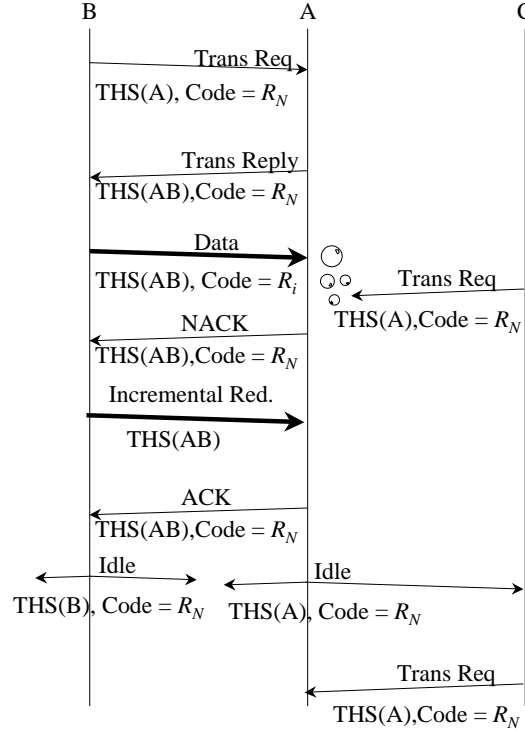 B A C
Trans Req
THS(A), Code = R_N
Trans Reply
THS(AB),Code = R_N
Data
THS(AB), Code = R_i
Trans Req
THS(A),Code = R_N
NACK
THS(AB),Code = R_N
Incremental Red.
THS(AB)
ACK
THS(AB),Code = R_N
Idle
THS(B), Code = R_N
Idle
THS(A), Code = R_N
Trans Req
THS(A),Code = R_N